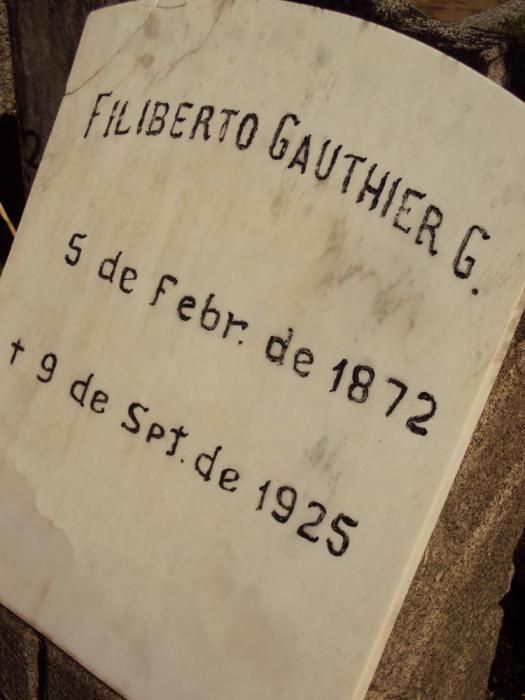 FILIBERTO GAUTHIER G.
5 de Febr. de 1872
† 9 de Spt. de 1925